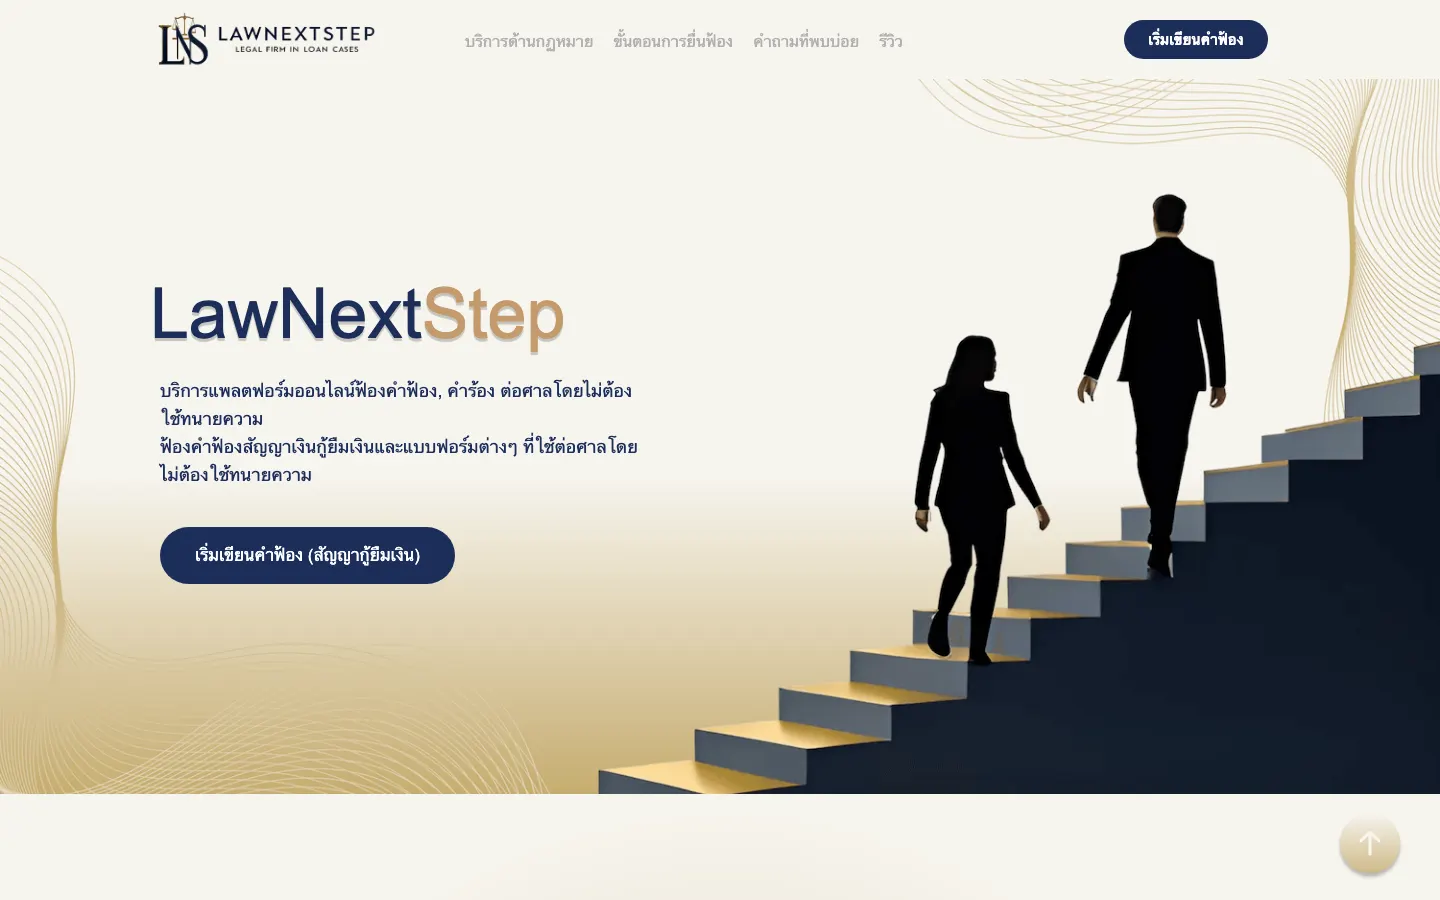 LNS LAWNEXTSTEP
LEGAL FIRM IN LOAN CASES
บริการด้านกฎหมาย ขั้นตอนการยื่นฟ้อง คำถามที่พบบ่อย รีวิว
เริ่มเขียนคำฟ้อง
LawNextStep
บริการแพลตฟอร์มออนไลน์ฟ้องคำฟ้อง, คำร้อง ต่อศาลโดยไม่ต้อง
ใช้ทนายความ
ฟ้องคำฟ้องสัญญาเงินกู้ยืมเงินและแบบฟอร์มต่างๆ ที่ใช้ต่อศาลโดย
ไม่ต้องใช้ทนายความ
เริ่มเขียนคำฟ้อง (สัญญากู้ยืมเงิน)